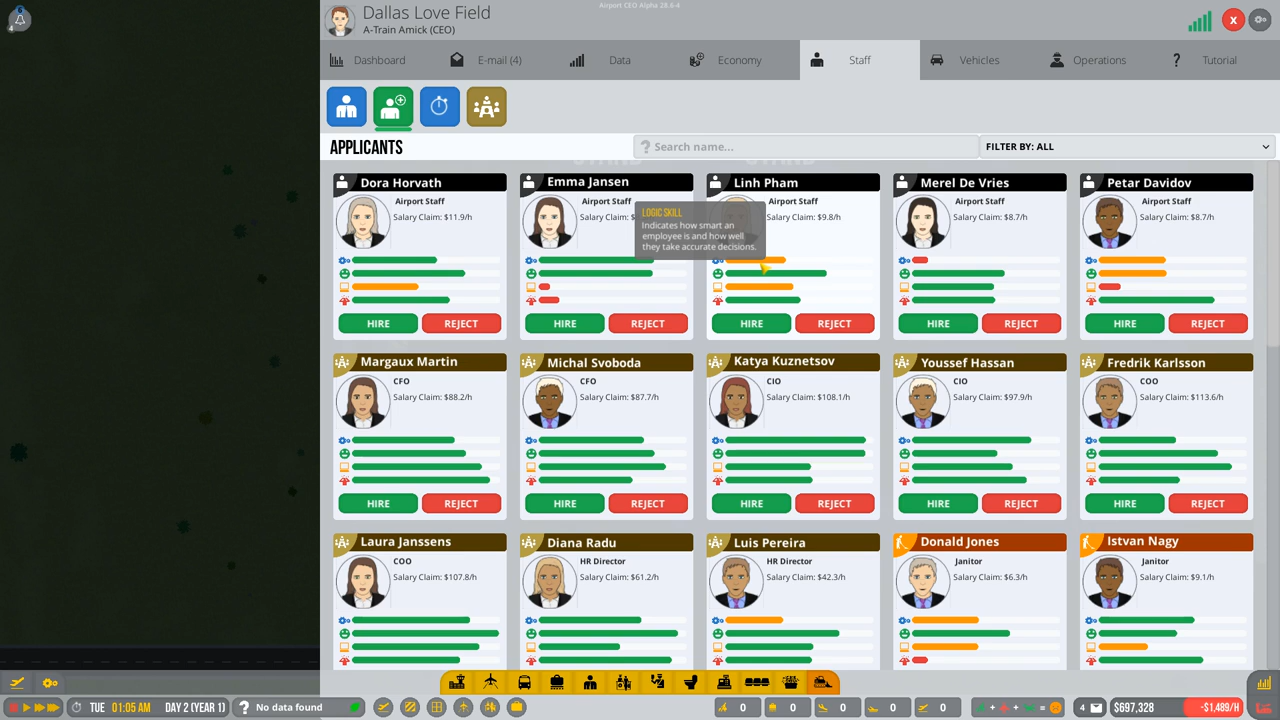 Airport CEO Alpha 28.6-4
Dallas Love Field
A-Train Amick (CEO)
4
X
Dashboard
E-mail (4)
Data
Economy
Staff
Vehicles
Operations
? Tutorial
APPLICANTS
? Search name...
FILTER BY: ALL
Dora Horvath
Airport Staff
Salary Claim: $11.9/h
HIRE REJECT
Emma Jansen
Airport Staff
HIRE REJECT
Linh Pham
Airport Staff
Salary Claim: $9.8/h
HIRE REJECT
LOGIC SKILL
Indicates how smart an
employee is and how well
they take accurate decisions.
Merel De Vries
Airport Staff
Salary Claim: $8.7/h
HIRE REJECT
Petar Davidov
Airport Staff
Salary Claim: $8.7/h
HIRE REJECT
Margaux Martin
CFO
Salary Claim: $88.2/h
HIRE REJECT
Michal Svoboda
CFO
Salary Claim: $87.7/h
HIRE REJECT
Katya Kuznetsov
CIO
Salary Claim: $108.1/h
HIRE REJECT
Youssef Hassan
CIO
Salary Claim: $97.9/h
HIRE REJECT
Fredrik Karlsson
COO
Salary Claim: $113.6/h
HIRE REJECT
Laura Janssens
COO
Salary Claim: $107.8/h
Diana Radu
HR Director
Salary Claim: $61.2/h
Luis Pereira
HR Director
Salary Claim: $42.3/h
Donald Jones
Janitor
Salary Claim: $6.3/h
Istvan Nagy
Janitor
Salary Claim: $9.1/h
TUE 01:05 AM DAY 2 (YEAR 1)
? No data found
0 0 0 0 0
4 $697,328 -$1,489/H